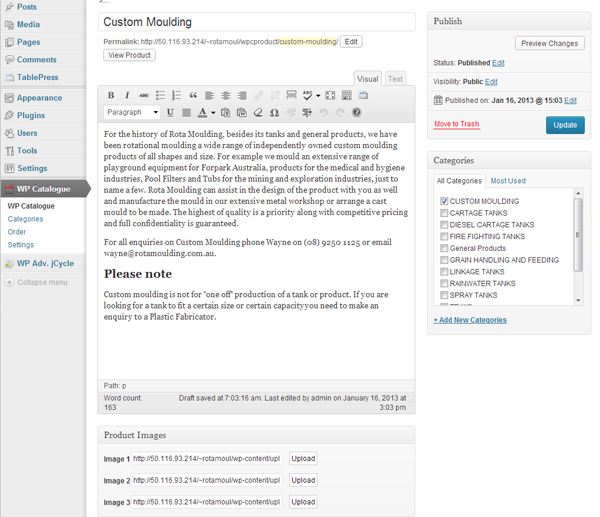 Posts
Media
Pages
Comments
TablePress
Appearance
Plugins
Users
Tools
Settings
WP Catalogue
WP Catalogue
Categories
Order
Settings
WP Adv. jCycle
Collapse menu
Custom Moulding
Permalink: http://50.116.93.214/~rotamoul/wpcproduct/custom-moulding/ Edit
View Product
Visual Text
B I ABC ABC
Paragraph U A Ω
For the history of Rota Moulding, besides its tanks and general products, we have
been rotational moulding a wide range of independently owned custom moulding
products of all shapes and size. For example we mould an extensive range of
playground equipment for Forpark Australia, products for the medical and hygiene
industries, Pool Filters and Tubs for the mining and exploration industries, just to
name a few. Rota Moulding can assist in the design of the product with you as well
and manufacture the mould in our extensive metal workshop or arrange a cast
mould to be made. The highest of quality is a priority along with competitive pricing
and full confidentiality is guaranteed.
For all enquiries on Custom Moulding phone Wayne on (08) 9250 1125 or email
wayne@rotamoulding.com.au.
Please note
Custom moulding is not for "one off" production of a tank or product. If you are
looking for a tank to fit a certain size or certain capacity you need to make an
enquiry to a Plastic Fabricator.
Path: p
Word count: 163
Draft saved at 7:03:16 am. Last edited by admin on January 16, 2013 at
3:03 pm
Product Images
Image 1 http://50.116.93.214/~rotamoul/wp-content/upl Upload
Image 2 http://50.116.93.214/~rotamoul/wp-content/upl Upload
Image 3 http://50.116.93.214/~rotamoul/wp-content/upl Upload
Publish
Preview Changes
Status: Published Edit
Visibility: Public Edit
Published on: Jan 16, 2013 @ 15:03 Edit
Move to Trash Update
Categories
All Categories Most Used
CUSTOM MOULDING
CARTAGE TANKS
DIESEL CARTAGE TANKS
FIRE FIGHTING TANKS
General Products
GRAIN HANDLING AND FEEDING
LINKAGE TANKS
RAINWATER TANKS
SPRAY TANKS
+ Add New Categories